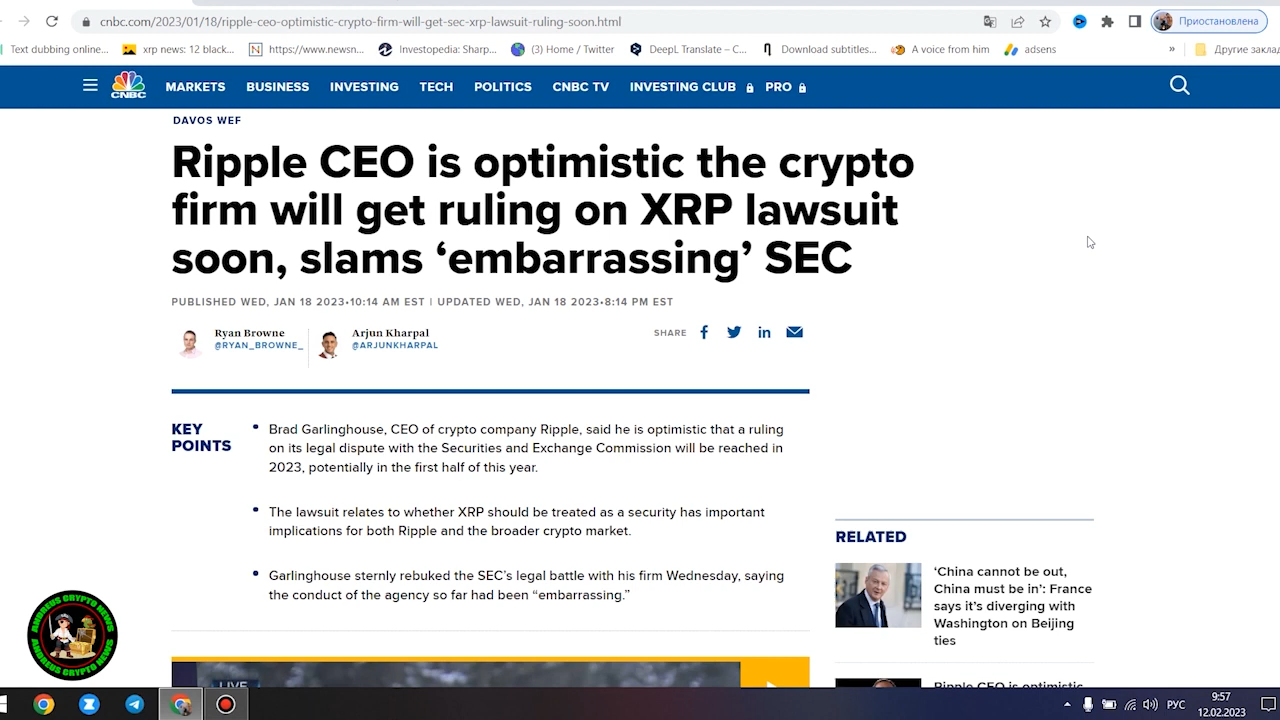 cnbc.com/2023/01/18/ripple-ceo-optimistic-crypto-firm-will-get-sec-xrp-lawsuit-ruling-soon.html
Приостановлена
Text dubbing online...
xrp news: 12 black...
https://www.newsn...
Investopedia: Sharp...
(3) Home / Twitter
DeepL Translate – C...
Download subtitles...
A voice from him
adsens
»
Другие заклад
CNBC
MARKETS
BUSINESS
INVESTING
TECH
POLITICS
CNBC TV
INVESTING CLUB
PRO
DAVOS WEF
Ripple CEO is optimistic the crypto
firm will get ruling on XRP lawsuit
soon, slams ‘embarrassing’ SEC
PUBLISHED WED, JAN 18 2023•10:14 AM EST | UPDATED WED, JAN 18 2023•8:14 PM EST
Ryan Browne
@RYAN_BROWNE_
Arjun Kharpal
@ARJUNKHARPAL
SHARE
KEY
POINTS
Brad Garlinghouse, CEO of crypto company Ripple, said he is optimistic that a ruling
on its legal dispute with the Securities and Exchange Commission will be reached in
2023, potentially in the first half of this year.
The lawsuit relates to whether XRP should be treated as a security has important
implications for both Ripple and the broader crypto market.
Garlinghouse sternly rebuked the SEC’s legal battle with his firm Wednesday, saying
the conduct of the agency so far had been “embarrassing.”
RELATED
‘China cannot be out,
China must be in’: France
says it’s diverging with
Washington on Beijing
ties
Ripple CEO is optimistic
LIVE
ANDREUS CRYPTO NEWS
ANDREUS CRYPTO NEWS
РУС
9:57
12.02.2023